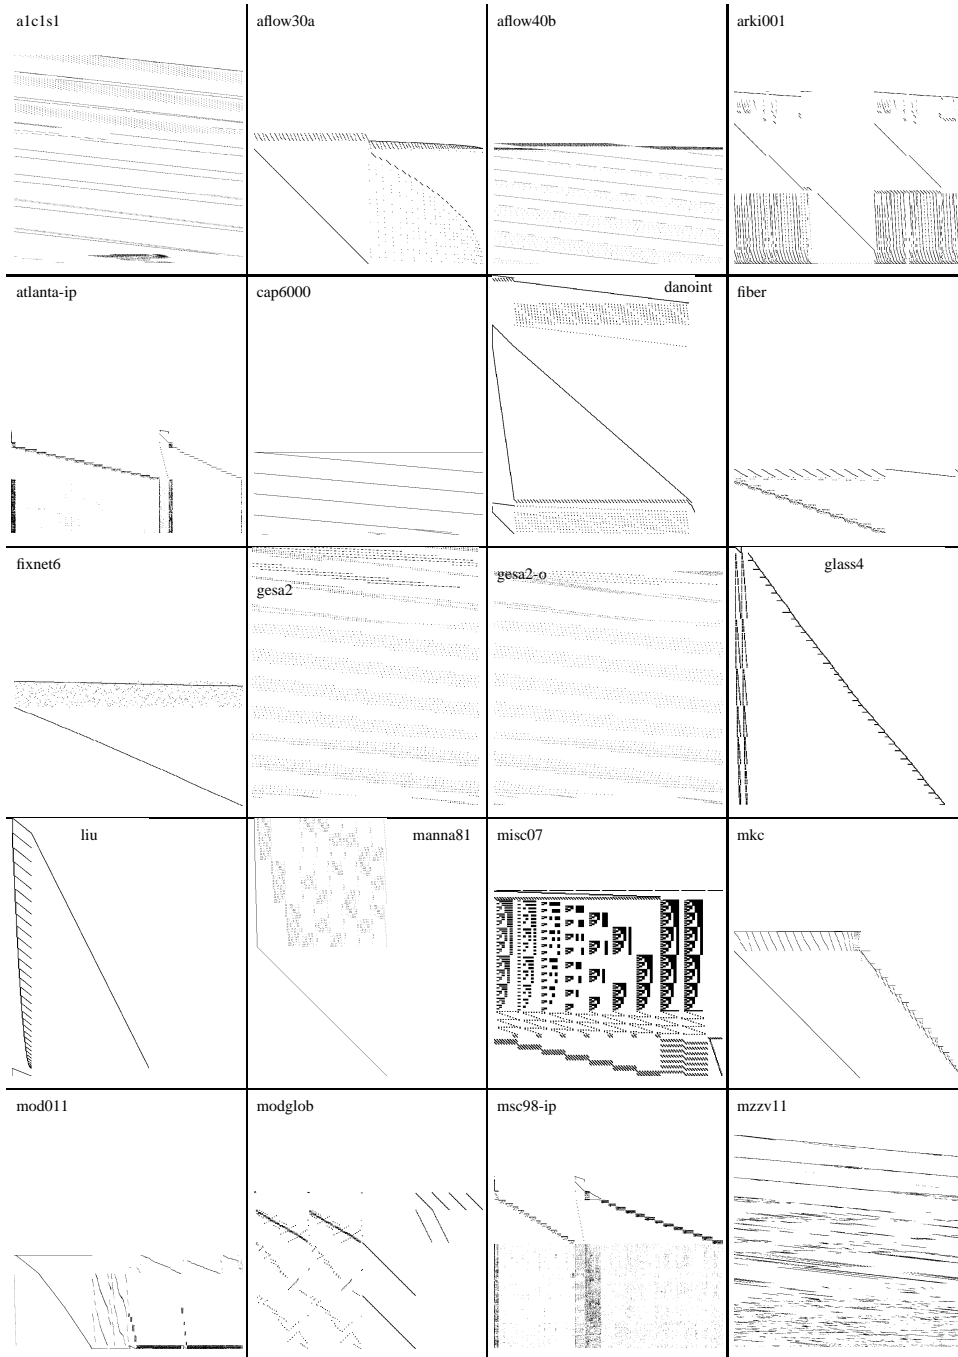 a1c1s1
aflow30a
aflow40b
arki001
atlanta-ip
cap6000
danoint
fiber
fixnet6
gesa2
gesa2-o
glass4
liu
manna81
misc07
mkc
mod011
modglob
msc98-ip
mzzv11